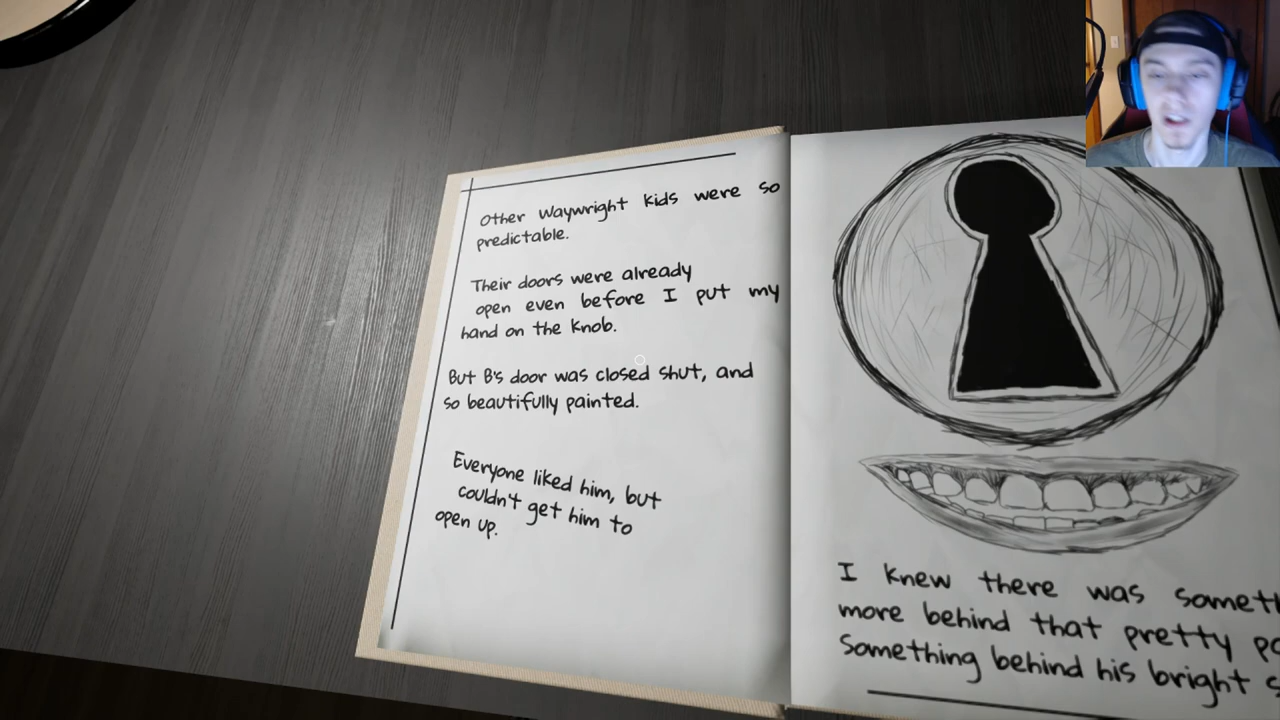 Other Waywright kids were so
predictable.
Their doors were already
open even before I put my
hand on the knob.
But B's door was closed shut, and
so beautifully painted.
Everyone liked him, but
couldn't get him to
open up.
I knew there was
more behind that pretty
Something behind his bright